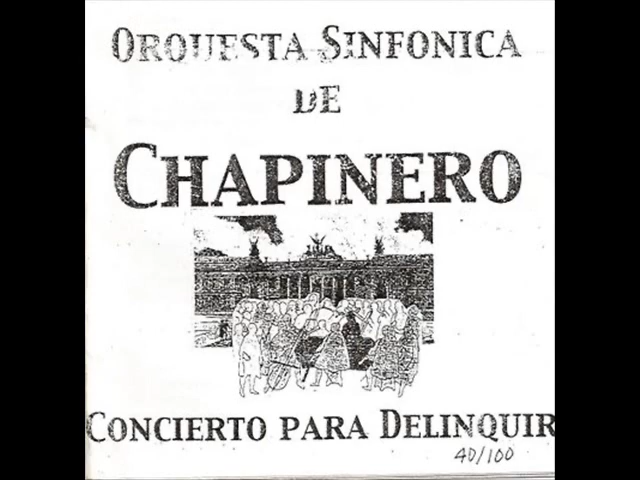 ORQUESTA SINFONICA
DE
CHAPINERO
CONCIERTO PARA DELINQUIR
40/100